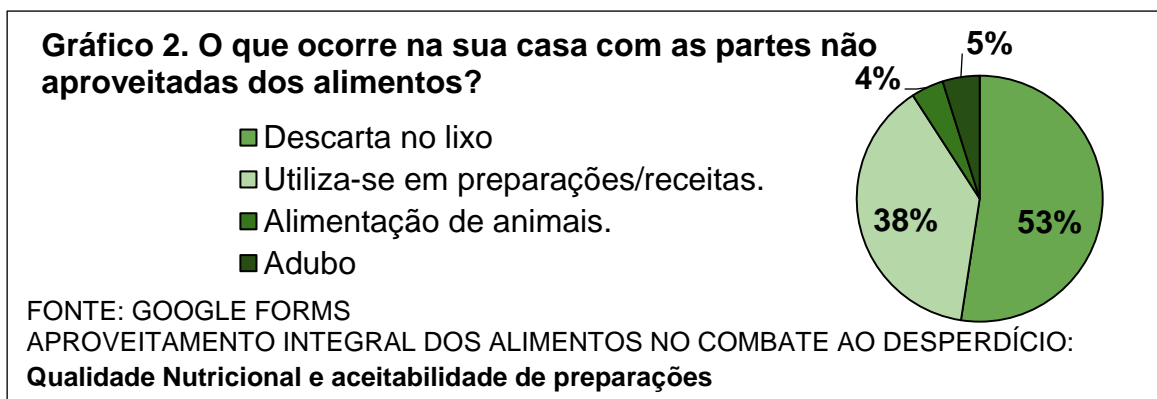 Gráfico 2. O que ocorre na sua casa com as partes não
aproveitadas dos alimentos?
Descarta no lixo
Utiliza-se em preparações/receitas.
Alimentação de animais.
Adubo
5%
4%
38%
53%
FONTE: GOOGLE FORMS
APROVEITAMENTO INTEGRAL DOS ALIMENTOS NO COMBATE AO DESPERDÍCIO:
Qualidade Nutricional e aceitabilidade de preparações